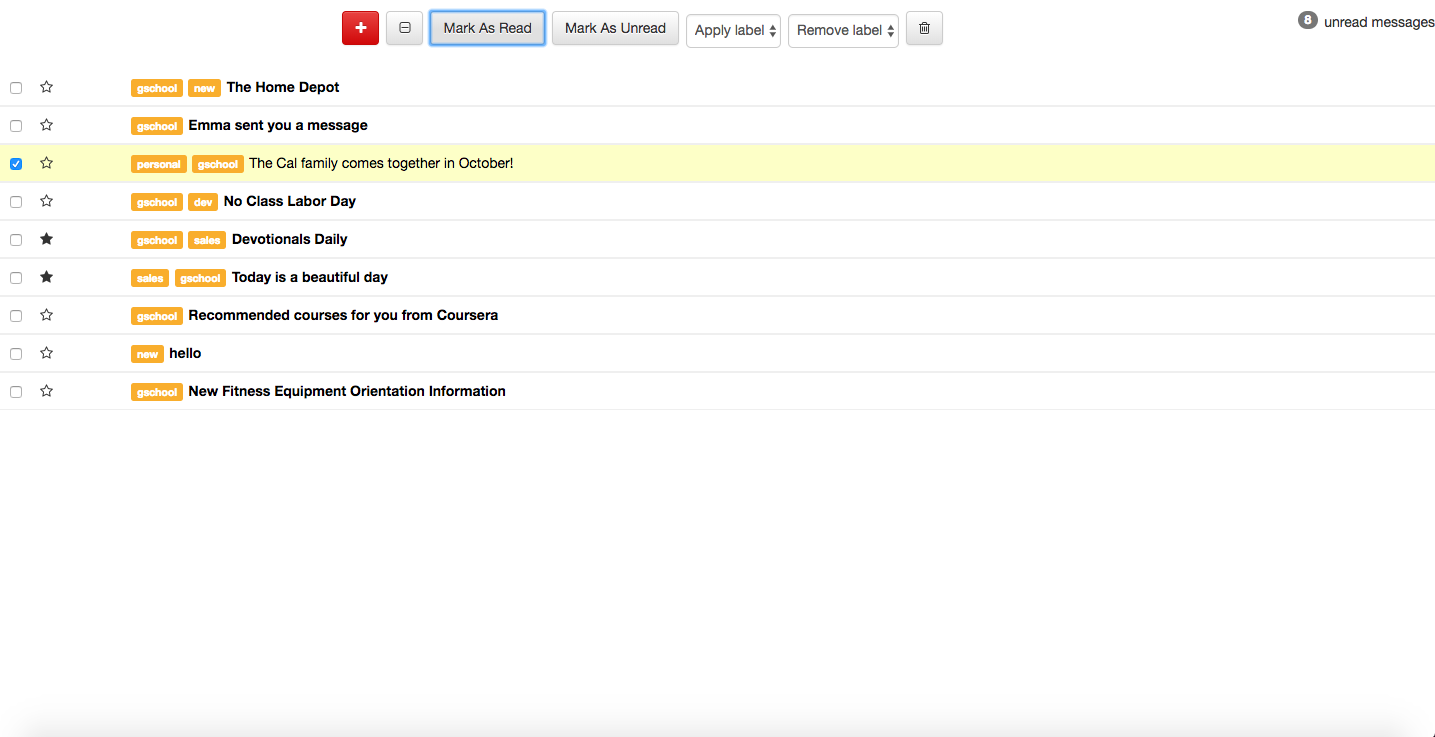 + Mark As Read Mark As Unread Apply label Remove label 8 unread messages
gschool new The Home Depot
gschool Emma sent you a message
personal gschool The Cal family comes together in October!
gschool dev No Class Labor Day
gschool sales Devotionals Daily
sales gschool Today is a beautiful day
gschool Recommended courses for you from Coursera
new hello
gschool New Fitness Equipment Orientation Information